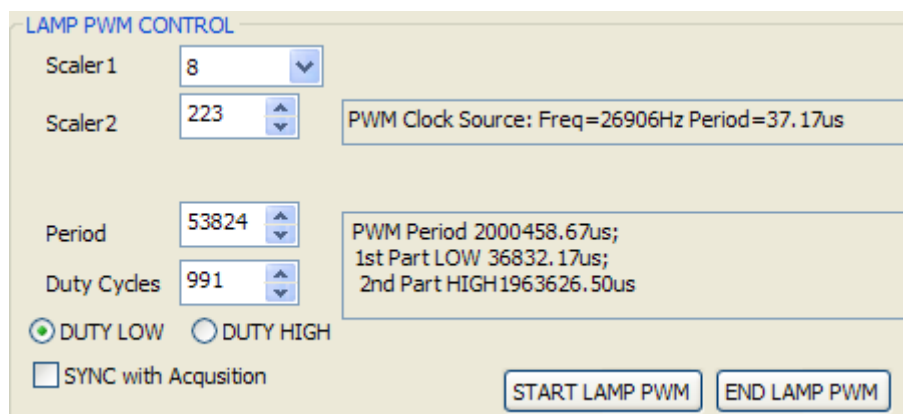 LAMP PWM CONTROL
Scaler1 8
Scaler2 223 PWM Clock Source: Freq=26906Hz Period=37.17us
Period 53824 PWM Period 2000458.67us;
1st Part LOW 36832.17us;
Duty Cycles 991 2nd Part HIGH1963626.50us
DUTY LOW DUTY HIGH
SYNC with Acqusition
START LAMP PWM END LAMP PWM